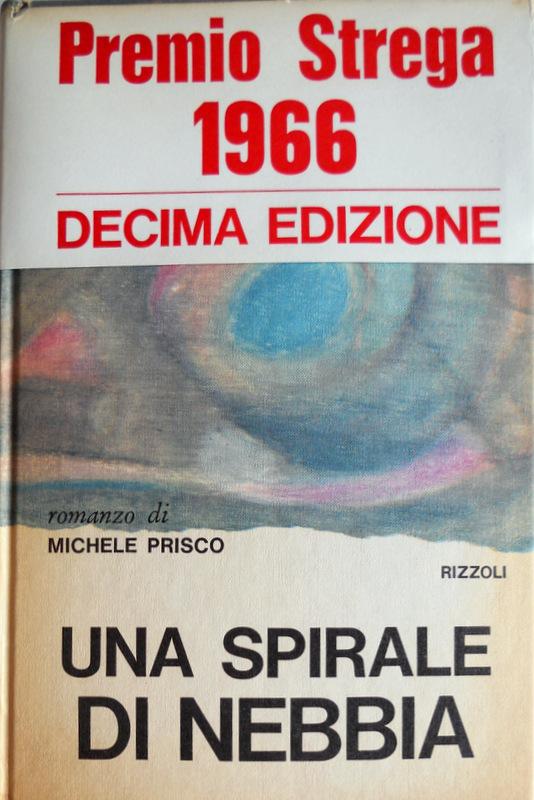 Premio Strega
1966
DECIMA EDIZIONE
romanzo di
MICHELE PRISCO
RIZZOLI
UNA SPIRALE
DI NEBBIA